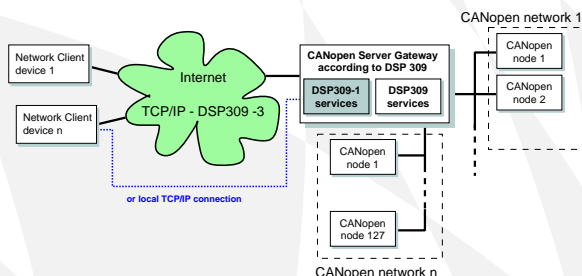 CANopen network 1
Network Client
device 1
Network Client
device n
Internet
TCP/IP - DSP309 -3
or local TCP/IP connection
CANopen Server Gateway
according to DSP 309
DSP309-1
services
DSP309
services
CANopen
node 1
CANopen
node 2
CANopen
node 1
CANopen
node 127
CANopen network n